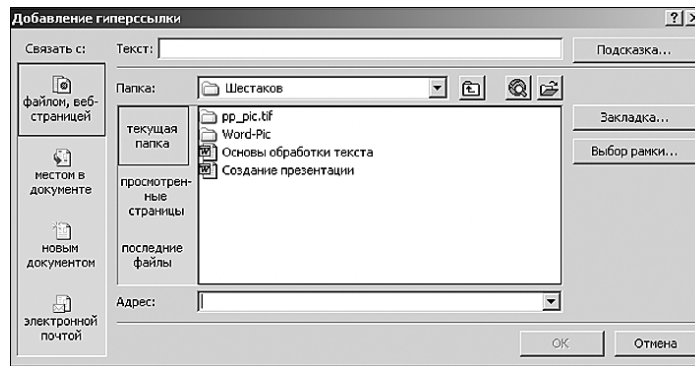 Добавление гиперссылки
Связать с:
Текст:
Подсказка...
файлом, веб-
страницей
Папка:
Шестаков
текущая
папка
pp_pic.tif
Word-Pic
Основы обработки текста
Создание презентации
Закладка...
Выбор рамки...
местом в
документе
просмотрен-
ные
страницы
новым
документом
последние
файлы
Адрес:
электронной
почтой
ОК
Отмена